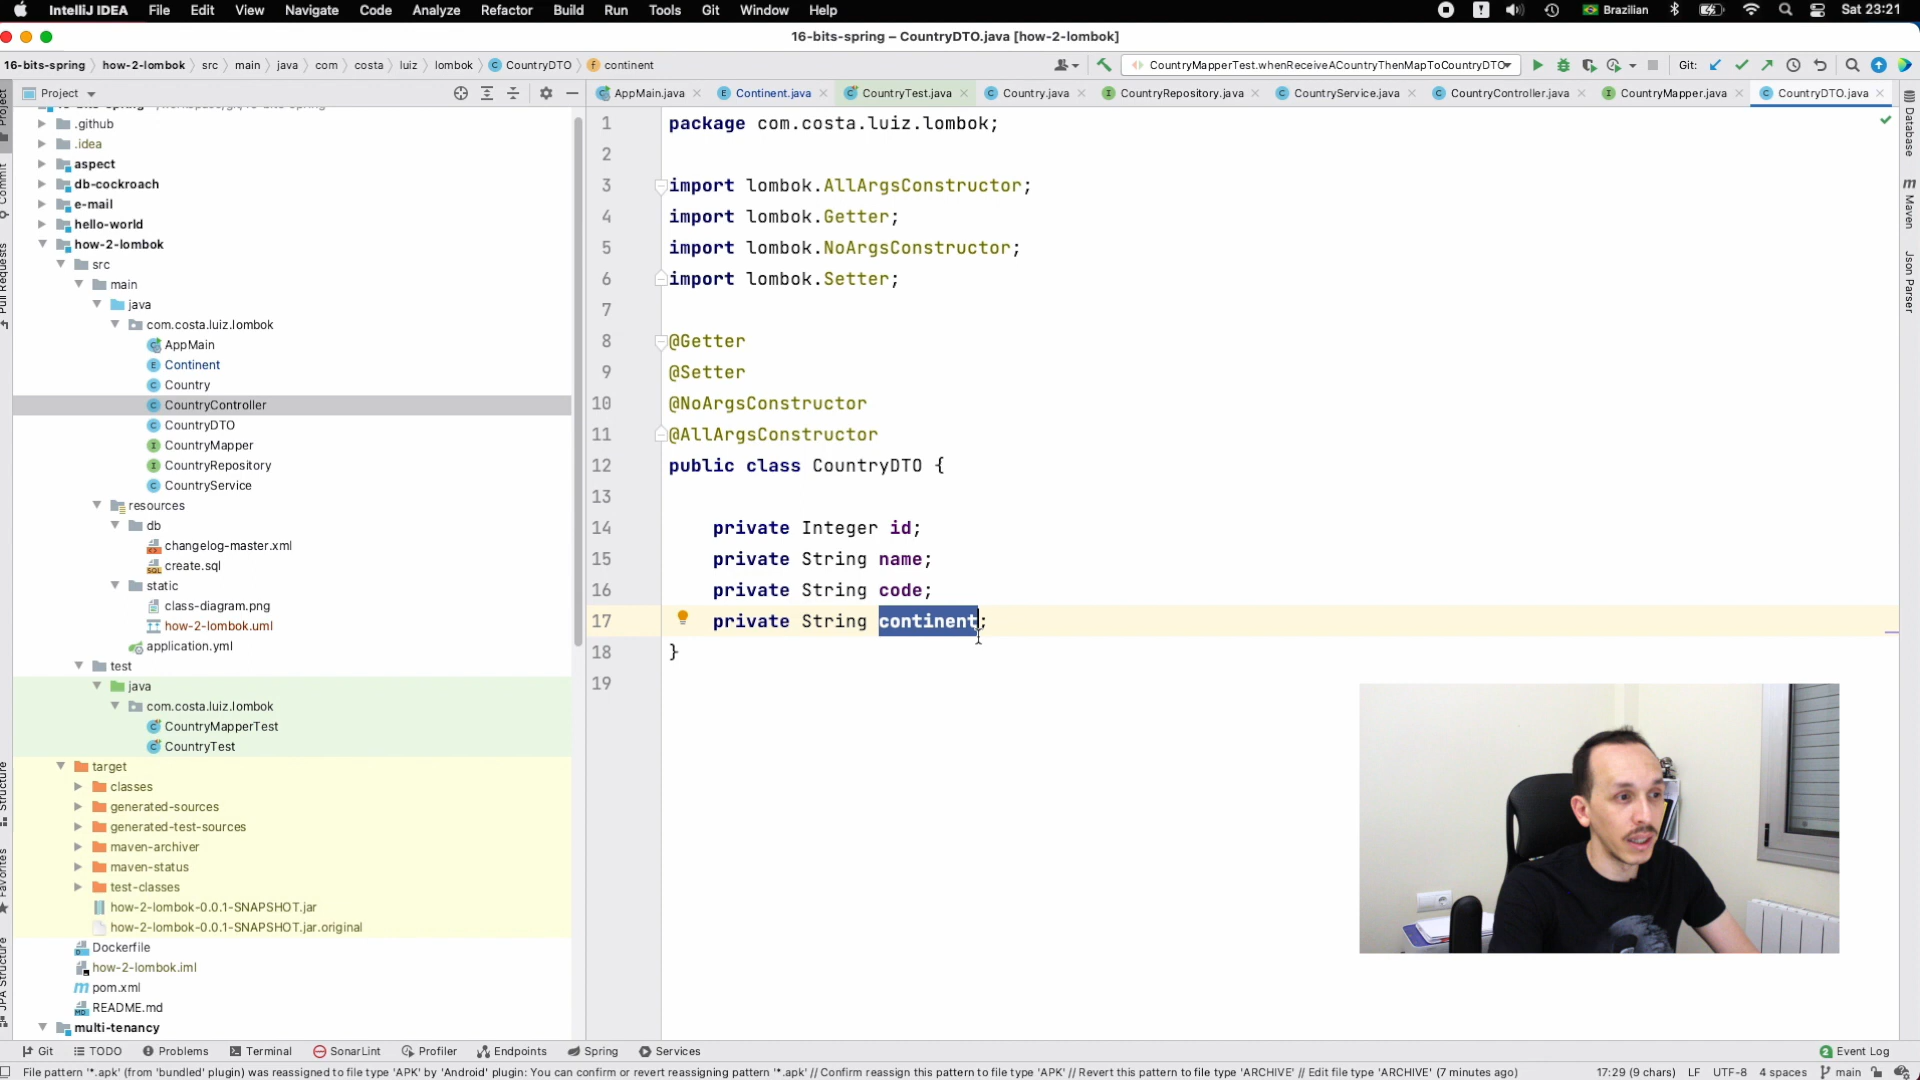 IntelliJ IDEA File Edit View Navigate Code Analyze Refactor Build Run Tools Git Window Help Brazilian Sat 23:21
16-bits-spring – CountryDTO.java [how-2-lombok]
16-bits-spring how-2-lombok src main java com costa luiz lombok CountryDTO continent CountryMapperTest.whenReceiveACountryThenMapToCountryDTO Git:
Project AppMain.java Continent.java CountryTest.java Country.java CountryRepository.java CountryService.java CountryController.java CountryMapper.java CountryDTO.java
.github
.idea
aspect
db-cockroach
e-mail
hello-world
how-2-lombok
src
main
java
com.costa.luiz.lombok
AppMain
Continent
Country
CountryController
CountryDTO
CountryMapper
CountryRepository
CountryService
resources
db
changelog-master.xml
create.sql
static
class-diagram.png
how-2-lombok.uml
application.yml
test
java
com.costa.luiz.lombok
CountryMapperTest
CountryTest
target
classes
generated-sources
generated-test-sources
maven-archiver
maven-status
test-classes
how-2-lombok-0.0.1-SNAPSHOT.jar
how-2-lombok-0.0.1-SNAPSHOT.jar.original
Dockerfile
how-2-lombok.iml
pom.xml
README.md
multi-tenancy
1 package com.costa.luiz.lombok;
2
3 import lombok.AllArgsConstructor;
4 import lombok.Getter;
5 import lombok.NoArgsConstructor;
6 import lombok.Setter;
7
8 @Getter
9 @Setter
10 @NoArgsConstructor
11 @AllArgsConstructor
12 public class CountryDTO {
13
14 private Integer id;
15 private String name;
16 private String code;
17 private String continent;
18 }
19
Project
Commit
Pull Requests
Structure
Favorites
JPA Structure
Database
Maven
Json Parser
Git TODO Problems Terminal SonarLint Profiler Endpoints Spring Services 2 Event Log
File pattern '*.apk' (from 'bundled' plugin) was reassigned to file type 'APK' by 'Android' plugin: You can confirm or revert reassigning pattern '*.apk' // Confirm reassign this pattern to file type 'APK' // Revert this pattern to file type 'ARCHIVE' // Edit file type 'ARCHIVE' (7 minutes ago) 17:29 (9 chars) LF UTF-8 4 spaces main